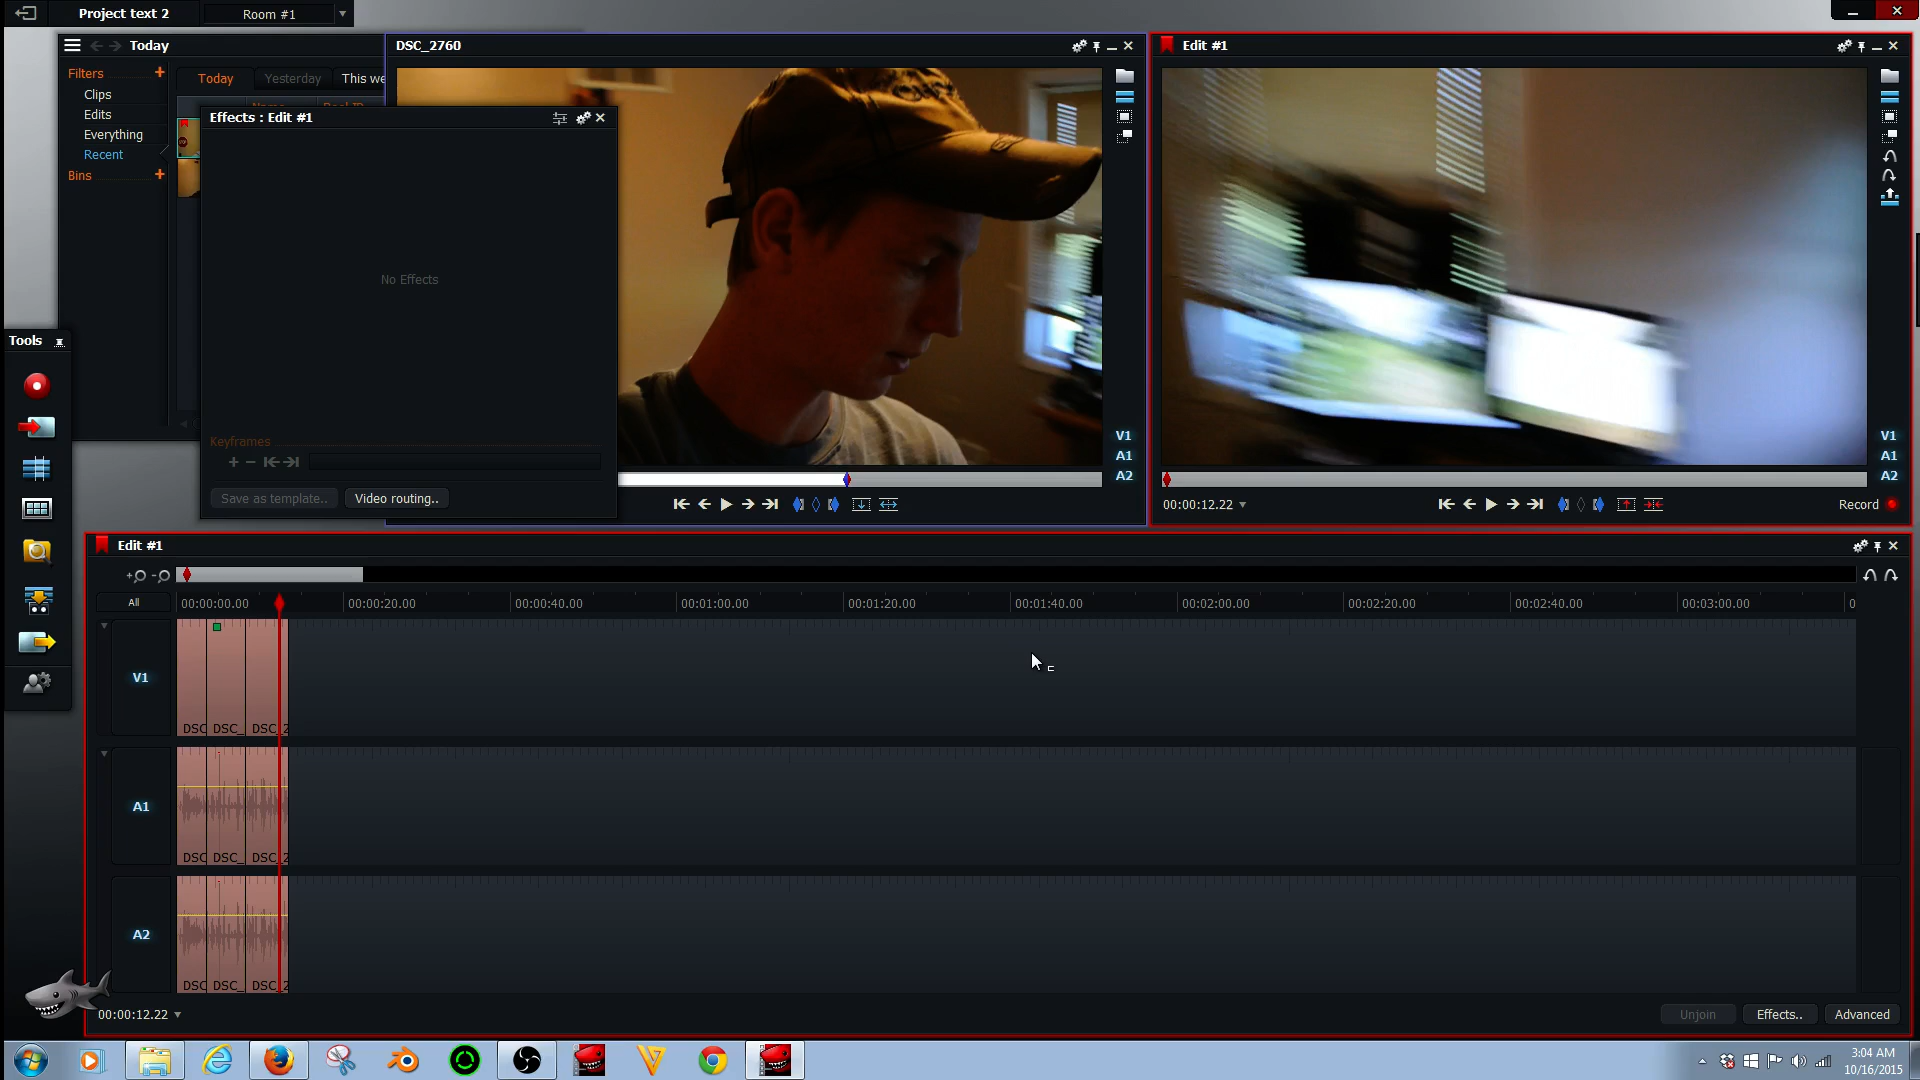 Project text 2
Room #1
Today
Filters
Clips
Edits
Everything
Recent
Bins
Today
Yesterday
This we
Effects : Edit #1
No Effects
Keyframes
Save as template..
Video routing..
DSC_2760
V1
A1
A2
Edit #1
V1
A1
A2
00:00:12.22
Record
Tools
Edit #1
All
00:00:00.00
00:00:20.00
00:00:40.00
00:01:00.00
00:01:20.00
00:01:40.00
00:02:00.00
00:02:20.00
00:02:40.00
00:03:00.00
0
V1
DSC
DSC_
DSC_2
A1
DSC
DSC_
DSC_2
A2
DSC
DSC_
DSC_2
00:00:12.22
Unjoin
Effects..
Advanced
3:04 AM
10/16/2015